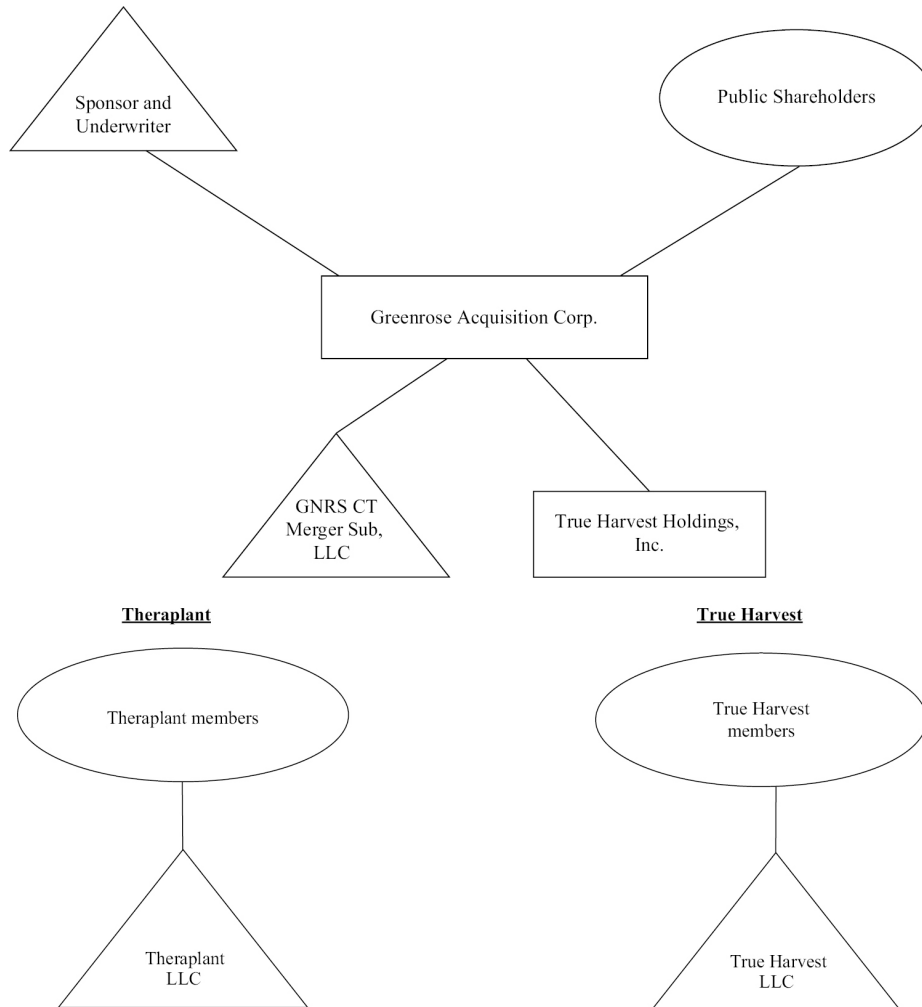 Sponsor and
Underwriter
Public Shareholders
Greenrose Acquisition Corp.
GNRS CT
Merger Sub,
LLC
True Harvest Holdings,
Inc.
Theraplant
True Harvest
Theraplant members
True Harvest
members
Theraplant
LLC
True Harvest
LLC